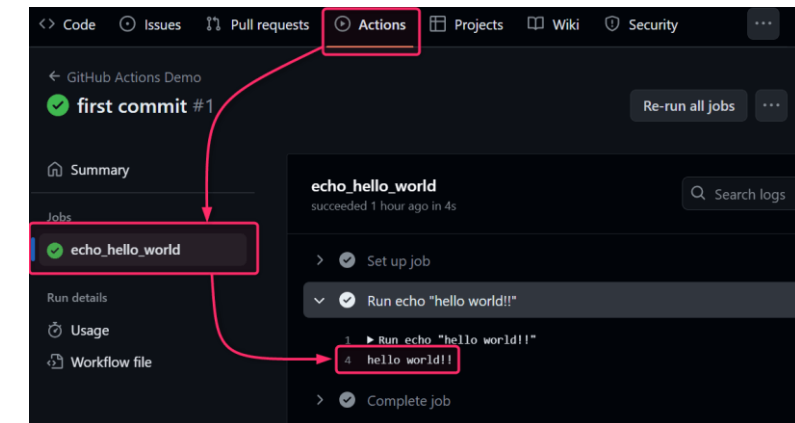 <> Code Issues Pull requests Actions Projects Wiki Security ...
← GitHub Actions Demo
first commit #1
Re-run all jobs ...
Summary
Jobs
echo_hello_world
Run details
Usage
Workflow file
echo_hello_world
succeeded 1 hour ago in 4s
Search logs
> Set up job
Run echo "hello world!!"
1 ▶ Run echo "hello world!!"
4 hello world!!
> Complete job